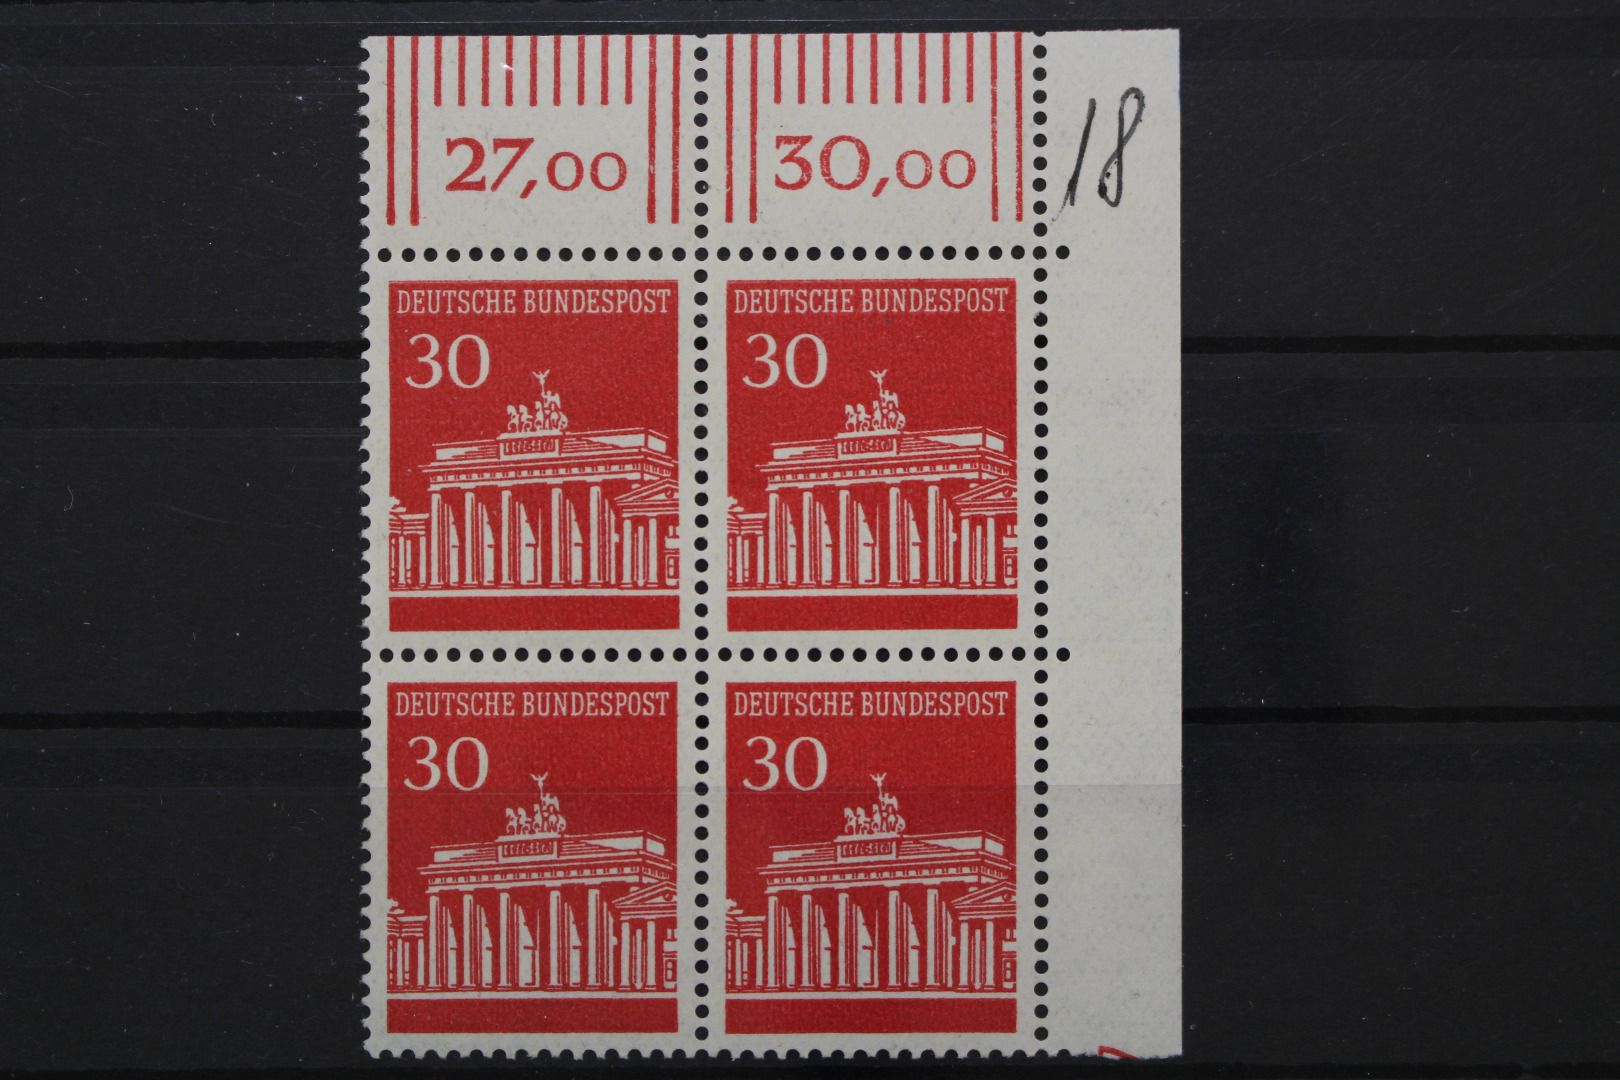 27,00 30,00 18
DEUTSCHE BUNDESPOST DEUTSCHE BUNDESPOST
30 30
DEUTSCHE BUNDESPOST DEUTSCHE BUNDESPOST
30 30